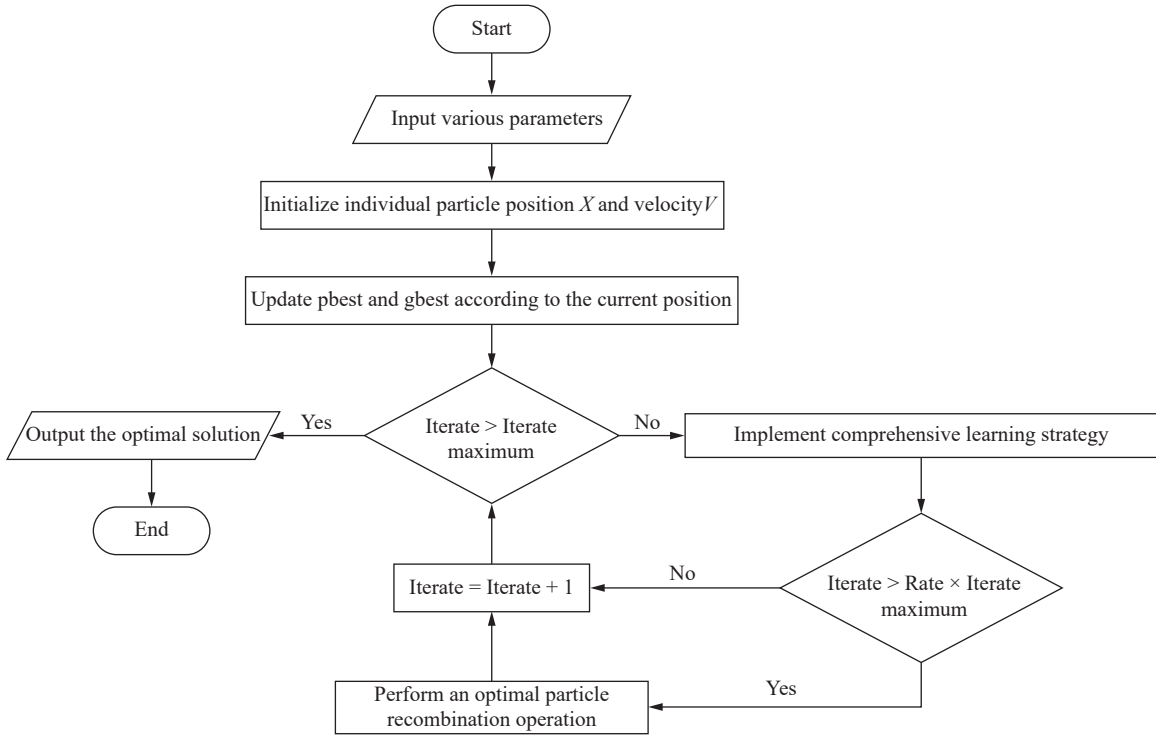 Start
Input various parameters
Initialize individual particle position X and velocityV
Update pbest and gbest according to the current position
Iterate > Iterate
maximum
Yes
Output the optimal solution
End
No
Implement comprehensive learning strategy
Iterate > Rate × Iterate
maximum
No
Iterate = Iterate + 1
Yes
Perform an optimal particle
recombination operation